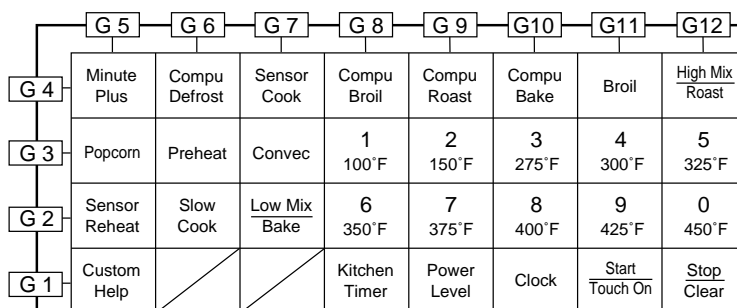 G 5 G 6 G 7 G 8 G 9 G10 G11 G12
G 4
Minute Plus
Compu Defrost
Sensor Cook
Compu Broil
Compu Roast
Compu Bake
Broil
High Mix
Roast
G 3
Popcorn
Preheat
Convec
1
100˚F
2
150˚F
3
275˚F
4
300˚F
5
325˚F
G 2
Sensor
Reheat
Slow
Cook
Low Mix
Bake
6
350˚F
7
375˚F
8
400˚F
9
425˚F
0
450˚F
G 1
Custom
Help
Kitchen
Timer
Power
Level
Clock
Start
Touch On
Stop
Clear